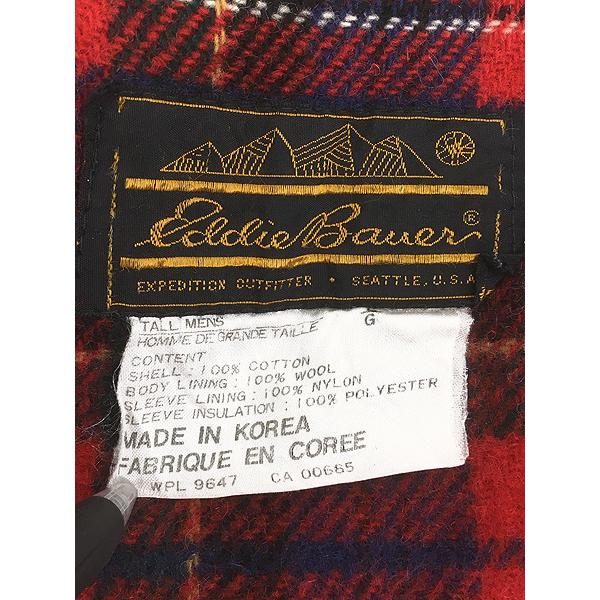 Eddie Bauer ®
EXPEDITION OUTFITTER • SEATTLE, U.S.A.
TALL MENS
G
HOMME DE GRANDE TAILLE
CONTENT
SHELL : 100% COTTON
BODY LINING : 100% WOOL
SLEEVE LINING : 100% NYLON
SLEEVE INSULATION : 100% POLYESTER
MADE IN KOREA
FABRIQUE EN COREE
WPL 9647 CA 00685